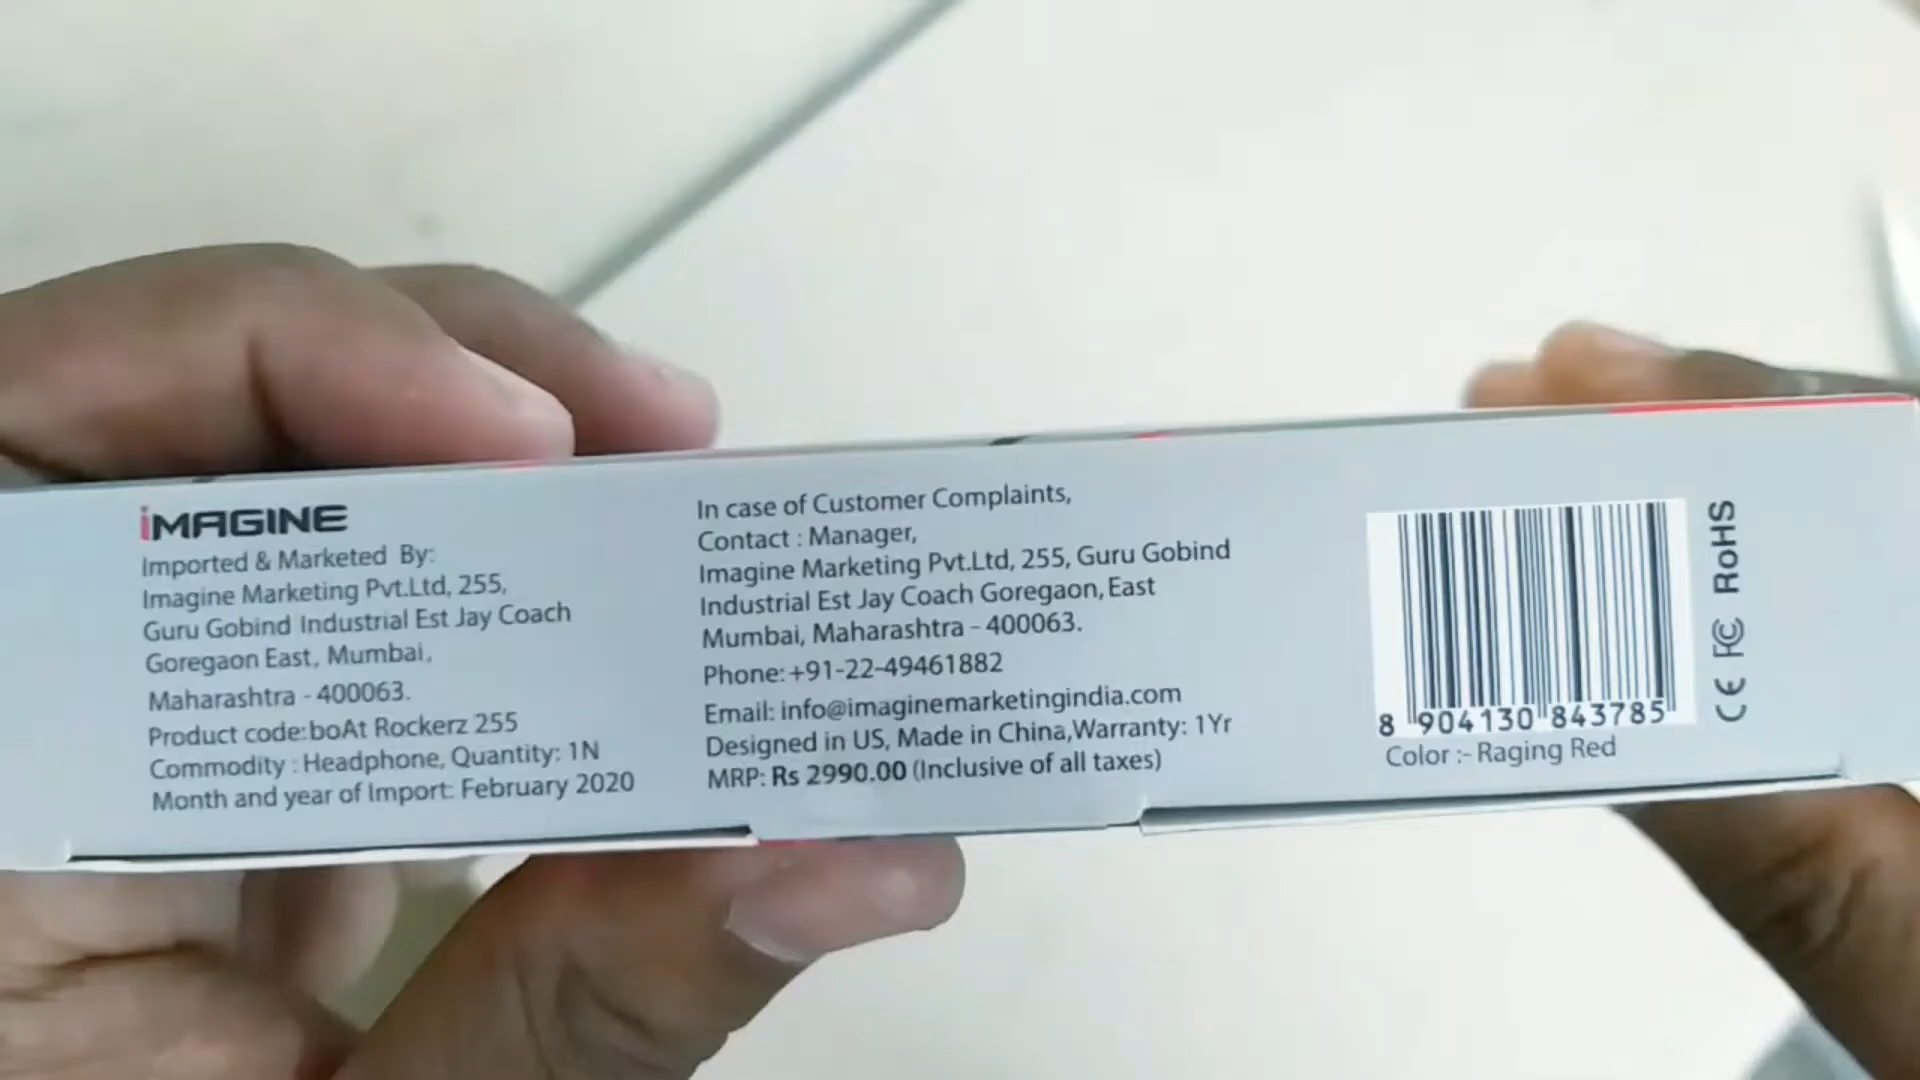 iMAGINE
Imported & Marketed By:
Imagine Marketing Pvt.Ltd, 255,
Guru Gobind Industrial Est Jay Coach
Goregaon East, Mumbai,
Maharashtra - 400063.
Product code:boAt Rockerz 255
Commodity : Headphone, Quantity: 1N
Month and year of Import: February 2020
In case of Customer Complaints,
Contact : Manager,
Imagine Marketing Pvt.Ltd, 255, Guru Gobind
Industrial Est Jay Coach Goregaon, East
Mumbai, Maharashtra - 400063.
Phone:+91-22-49461882
Email: info@imaginemarketingindia.com
Designed in US, Made in China,Warranty: 1Yr
MRP: Rs 2990.00 (Inclusive of all taxes)
8 904130 843785
Color :- Raging Red
CE FC RoHS